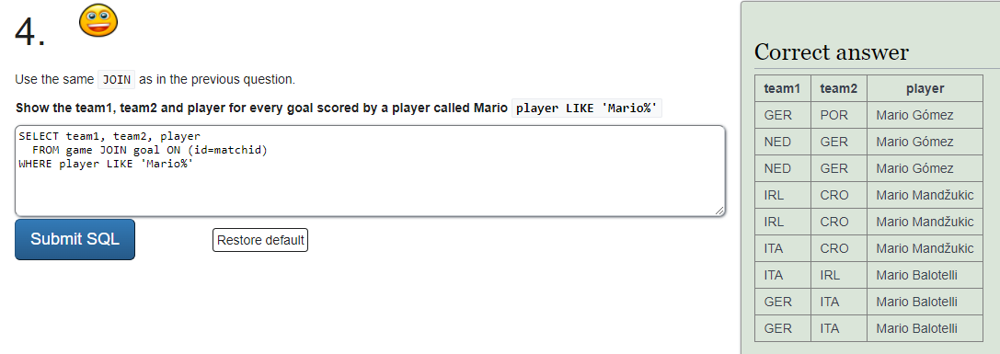 4.
Use the same JOIN as in the previous question.
Show the team1, team2 and player for every goal scored by a player called Mario player LIKE 'Mario%'
SELECT team1, team2, player
FROM game JOIN goal ON (id=matchid)
WHERE player LIKE 'Mario%'
Submit SQL
Restore default
Correct answer
team1 team2 player
GER POR Mario Gómez
NED GER Mario Gómez
NED GER Mario Gómez
IRL CRO Mario Mandžukic
IRL CRO Mario Mandžukic
ITA CRO Mario Mandžukic
ITA IRL Mario Balotelli
GER ITA Mario Balotelli
GER ITA Mario Balotelli